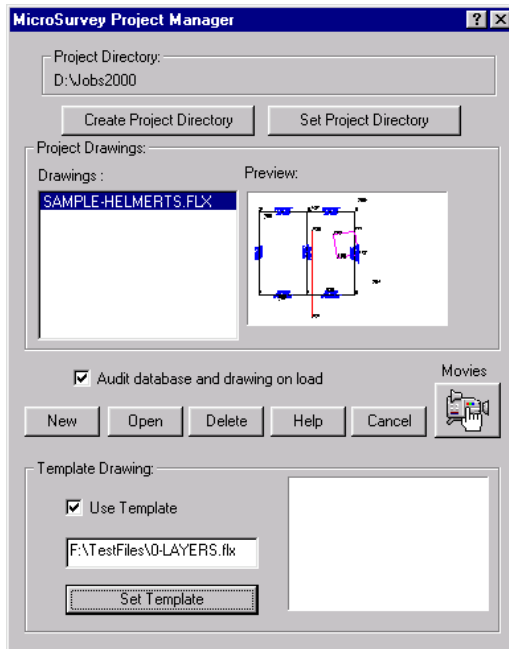 MicroSurvey Project Manager
Project Directory:
D:\Jobs2000
Create Project Directory
Set Project Directory
Project Drawings:
Drawings :
Preview:
SAMPLE-HELMERTS.FLX
Audit database and drawing on load
Movies
New
Open
Delete
Help
Cancel
Template Drawing:
Use Template
F:\TestFiles\0-LAYERS.flx
Set Template